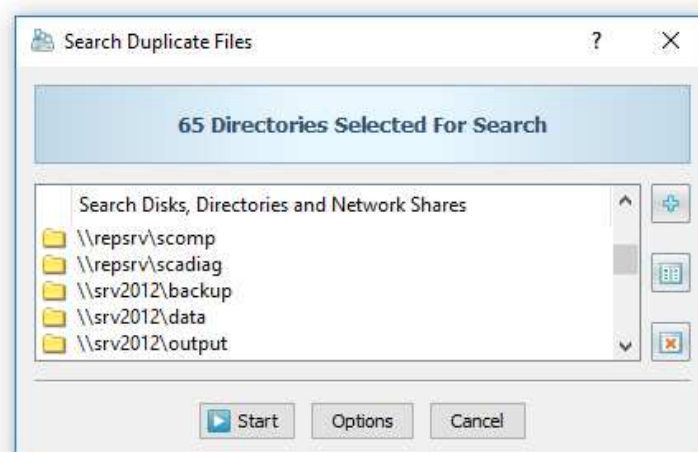 Search Duplicate Files
65 Directories Selected For Search
Search Disks, Directories and Network Shares
\\repsrv\scomp
\\repsrv\scadiag
\\srv2012\backup
\\srv2012\data
\\srv2012\output
Start Options Cancel